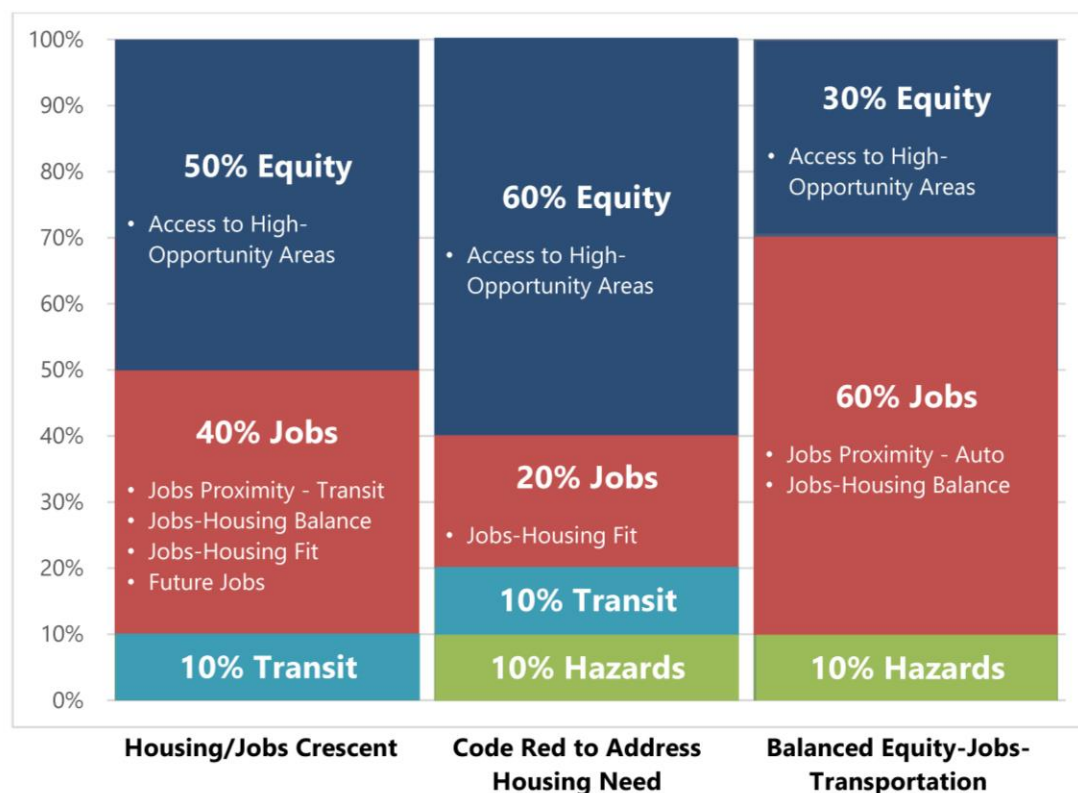 100%
90%
80%
70%
60%
50%
40%
30%
20%
10%
0%
50% Equity
• Access to High-
Opportunity Areas
40% Jobs
• Jobs Proximity - Transit
• Jobs-Housing Balance
• Jobs-Housing Fit
• Future Jobs
10% Transit
60% Equity
• Access to High-
Opportunity Areas
20% Jobs
• Jobs-Housing Fit
10% Transit
10% Hazards
30% Equity
• Access to High-
Opportunity Areas
60% Jobs
• Jobs Proximity - Auto
• Jobs-Housing Balance
10% Hazards
Housing/Jobs Crescent
Code Red to Address
Housing Need
Balanced Equity-Jobs-
Transportation